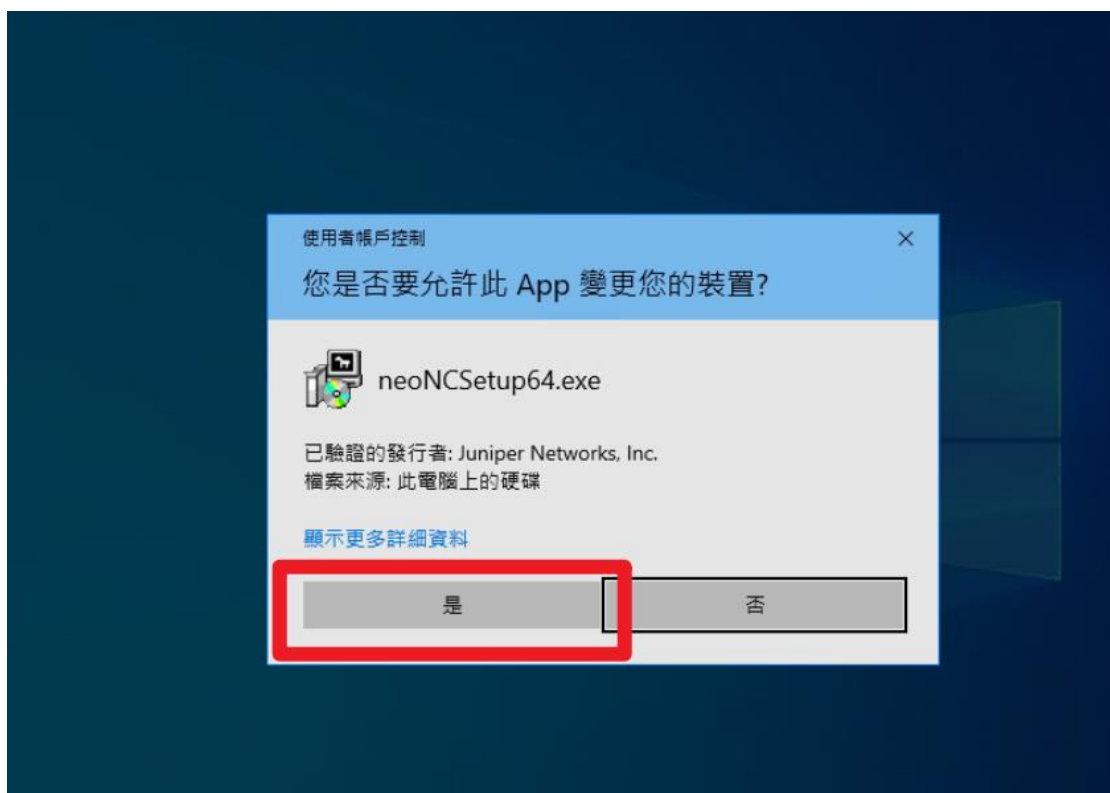 使用者帳戶控制
您是否要允許此 App 變更您的裝置?
neoNCSetup64.exe
已驗證的發行者: Juniper Networks, Inc.
檔案來源: 此電腦上的硬碟
顯示更多詳細資料
是
否